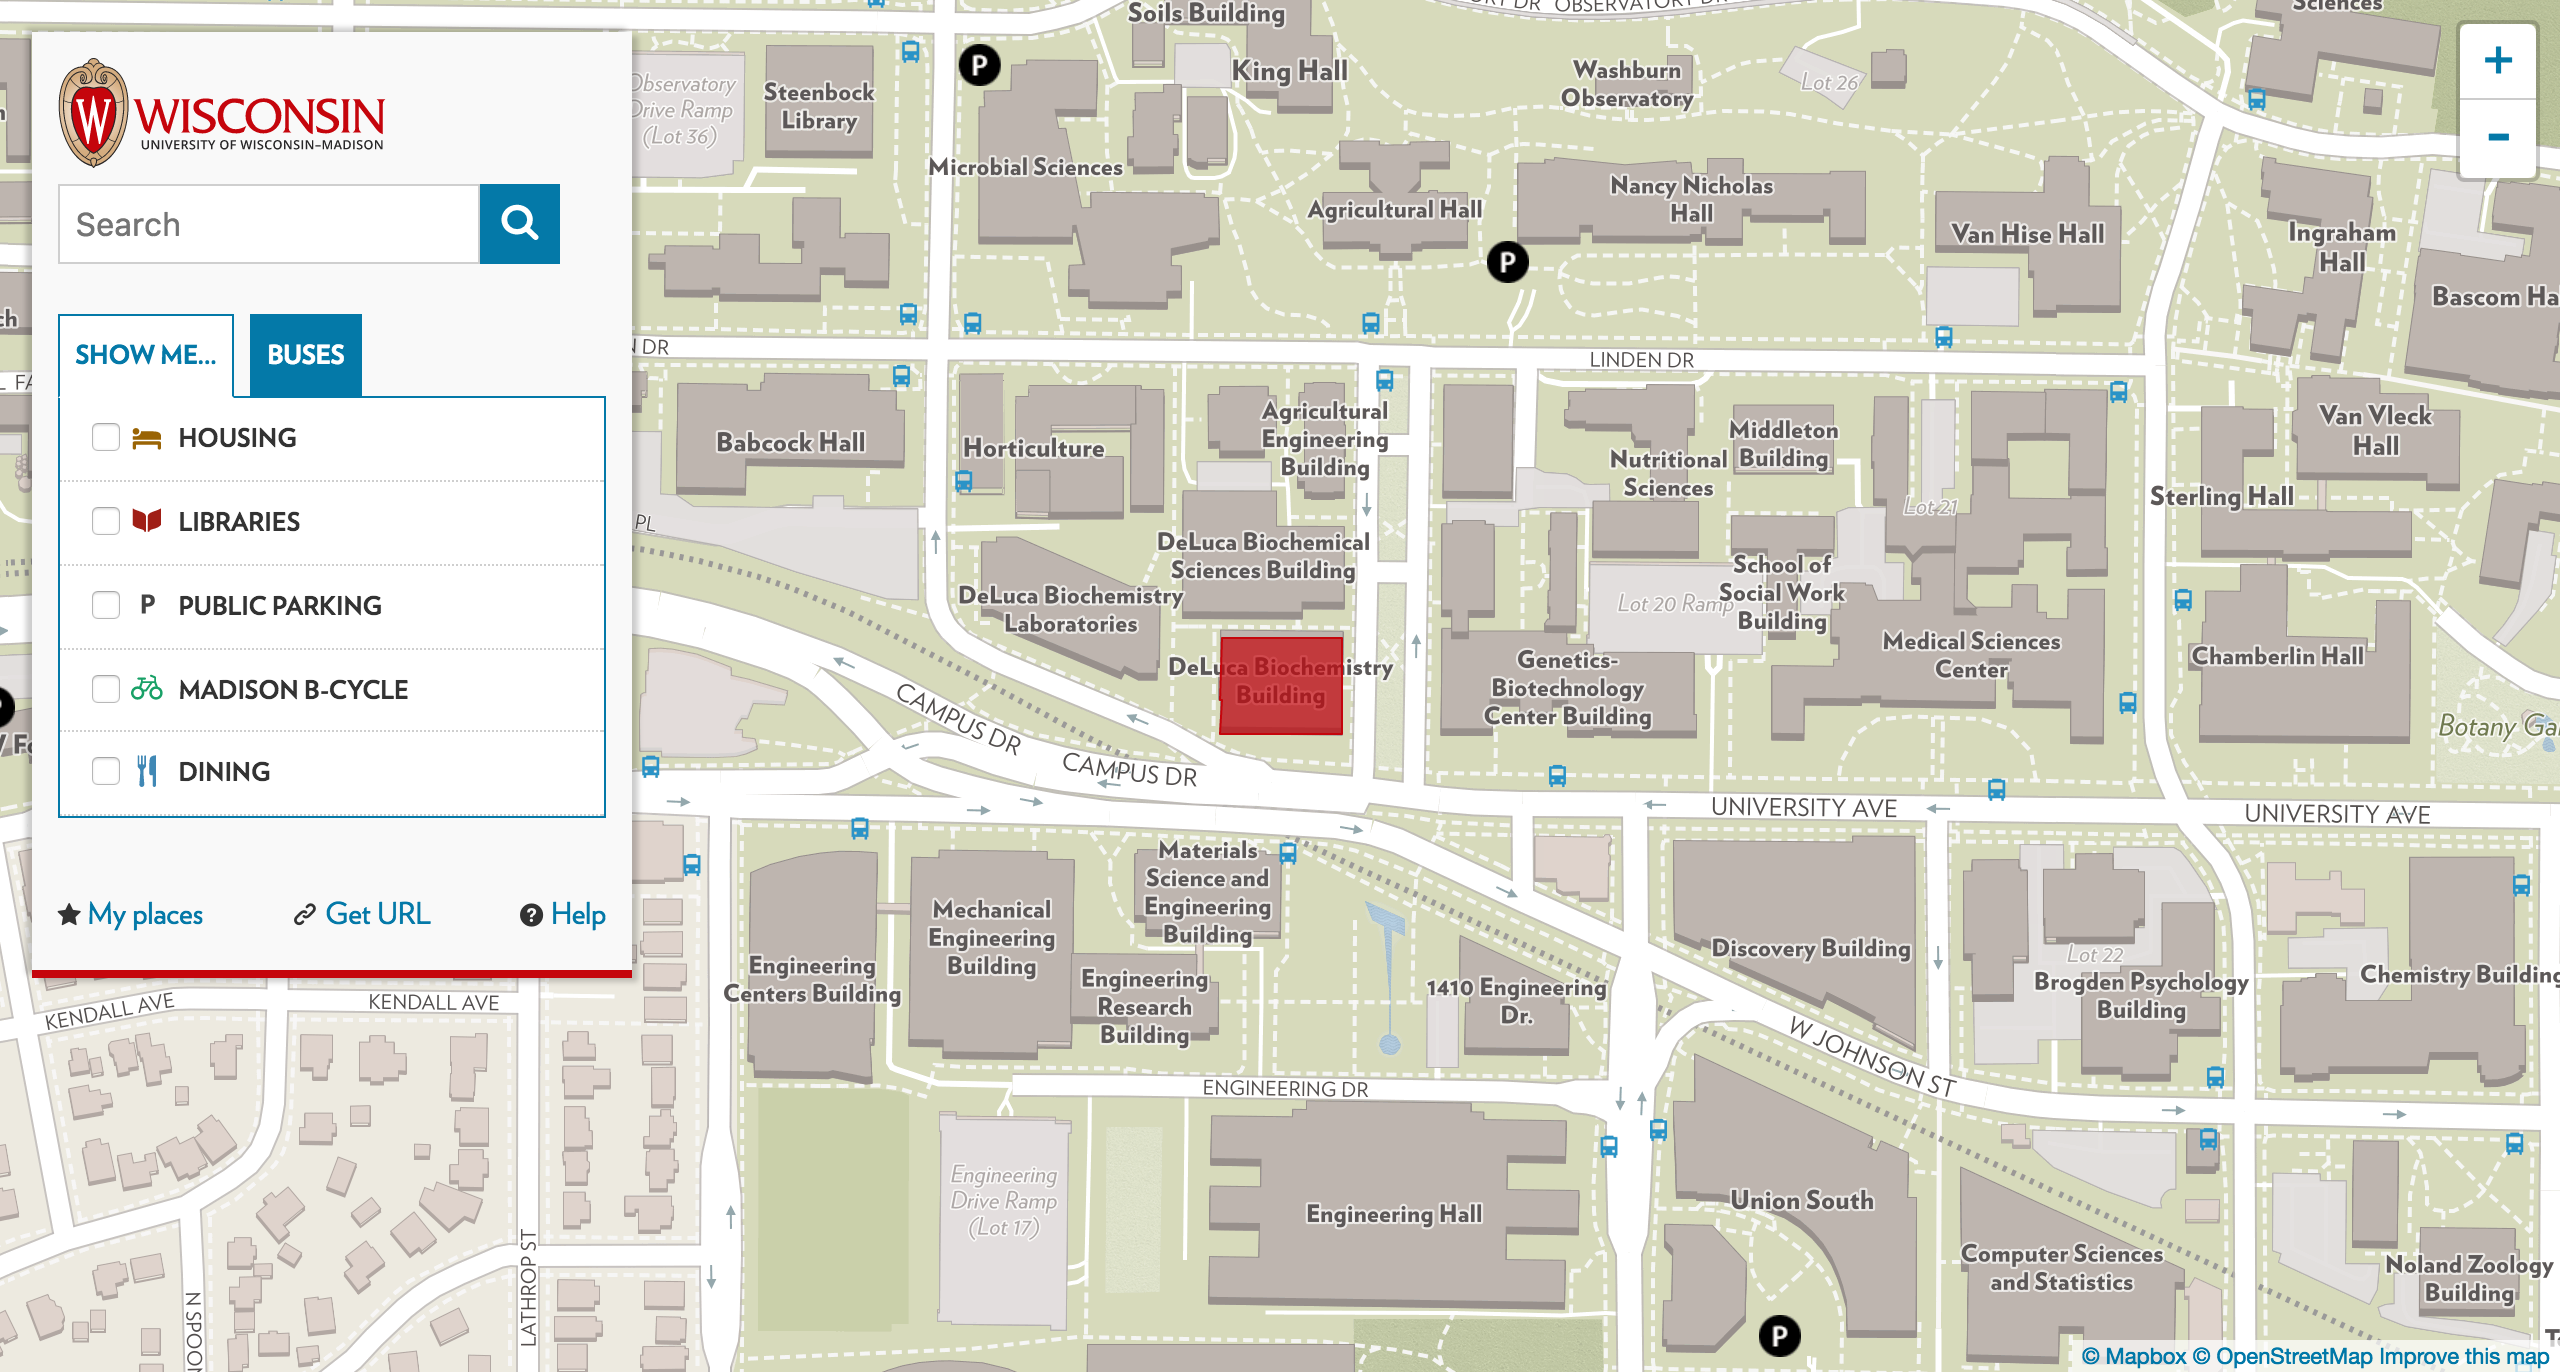 WISCONSIN
UNIVERSITY OF WISCONSIN–MADISON
Search
SHOW ME...
BUSES
HOUSING
LIBRARIES
P PUBLIC PARKING
MADISON B-CYCLE
DINING
My places
Get URL
Help
+
-
OBSERVATORY DR
Soils Building
P
King Hall
Observatory
Drive Ramp
(Lot 36)
Steenbock
Library
Microbial Sciences
Washburn
Observatory
Lot 26
Sciences
Agricultural Hall
Nancy Nicholas
Hall
P
Van Hise Hall
Ingraham
Hall
Bascom Ha
DR
LINDEN DR
Babcock Hall
Horticulture
Agricultural
Engineering
Building
Nutritional
Sciences
Middleton
Building
Lot 21
Van Vleck
Hall
Sterling Hall
PL
DeLuca Biochemical
Sciences Building
DeLuca Biochemistry
Laboratories
DeLuca Biochemistry
Building
Lot 20 Ramp
School of
Social Work
Building
Genetics-
Biotechnology
Center Building
Medical Sciences
Center
Chamberlin Hall
Botany Ga
CAMPUS DR
CAMPUS DR
UNIVERSITY AVE
UNIVERSITY AVE
Materials
Science and
Engineering
Building
Mechanical
Engineering
Building
Engineering
Centers Building
Engineering
Research
Building
1410 Engineering
Dr.
Discovery Building
Lot 22
Brogden Psychology
Building
Chemistry Building
W JOHNSON ST
KENDALL AVE
KENDALL AVE
ENGINEERING DR
Engineering
Drive Ramp
(Lot 17)
Engineering Hall
Union South
Computer Sciences
and Statistics
Noland Zoology
Building
LATHROP ST
N SPOON
P
© Mapbox © OpenStreetMap Improve this map